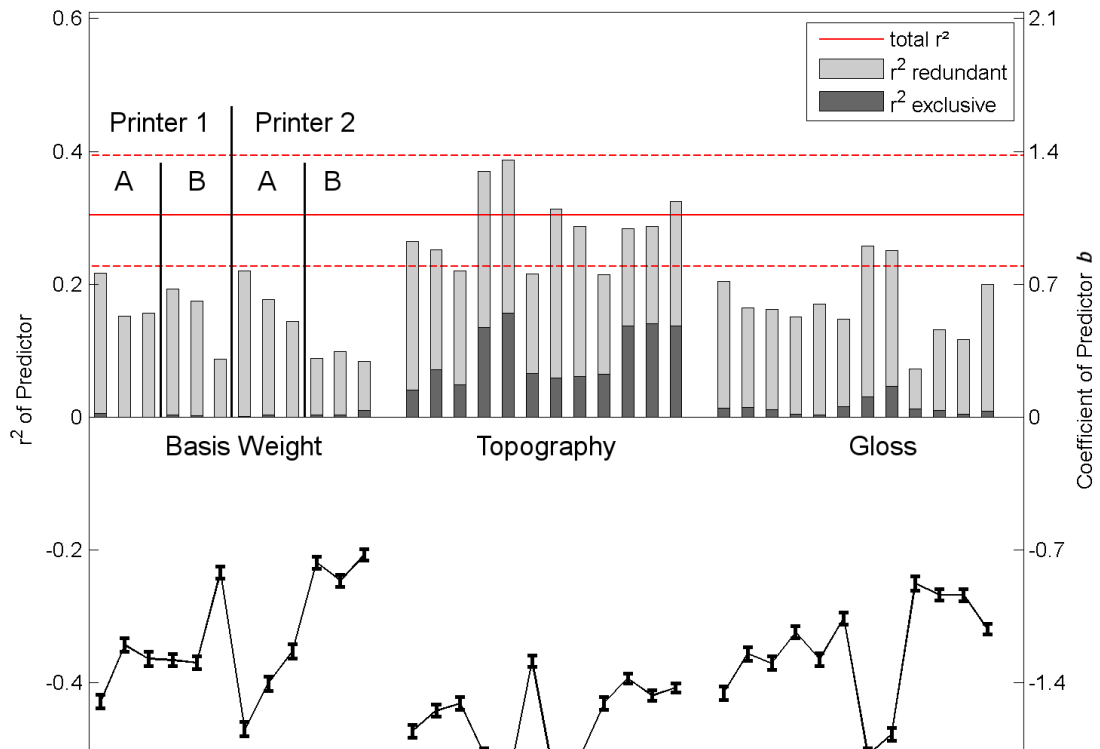 0.6
2.1
total r²
r² redundant
r² exclusive
Printer 1
Printer 2
0.4
1.4
A
B
A
B
0.2
0.7
r² of Predictor
Coefficient of Predictor b
0
0
Basis Weight
Topography
Gloss
-0.2
-0.7
-0.4
-1.4